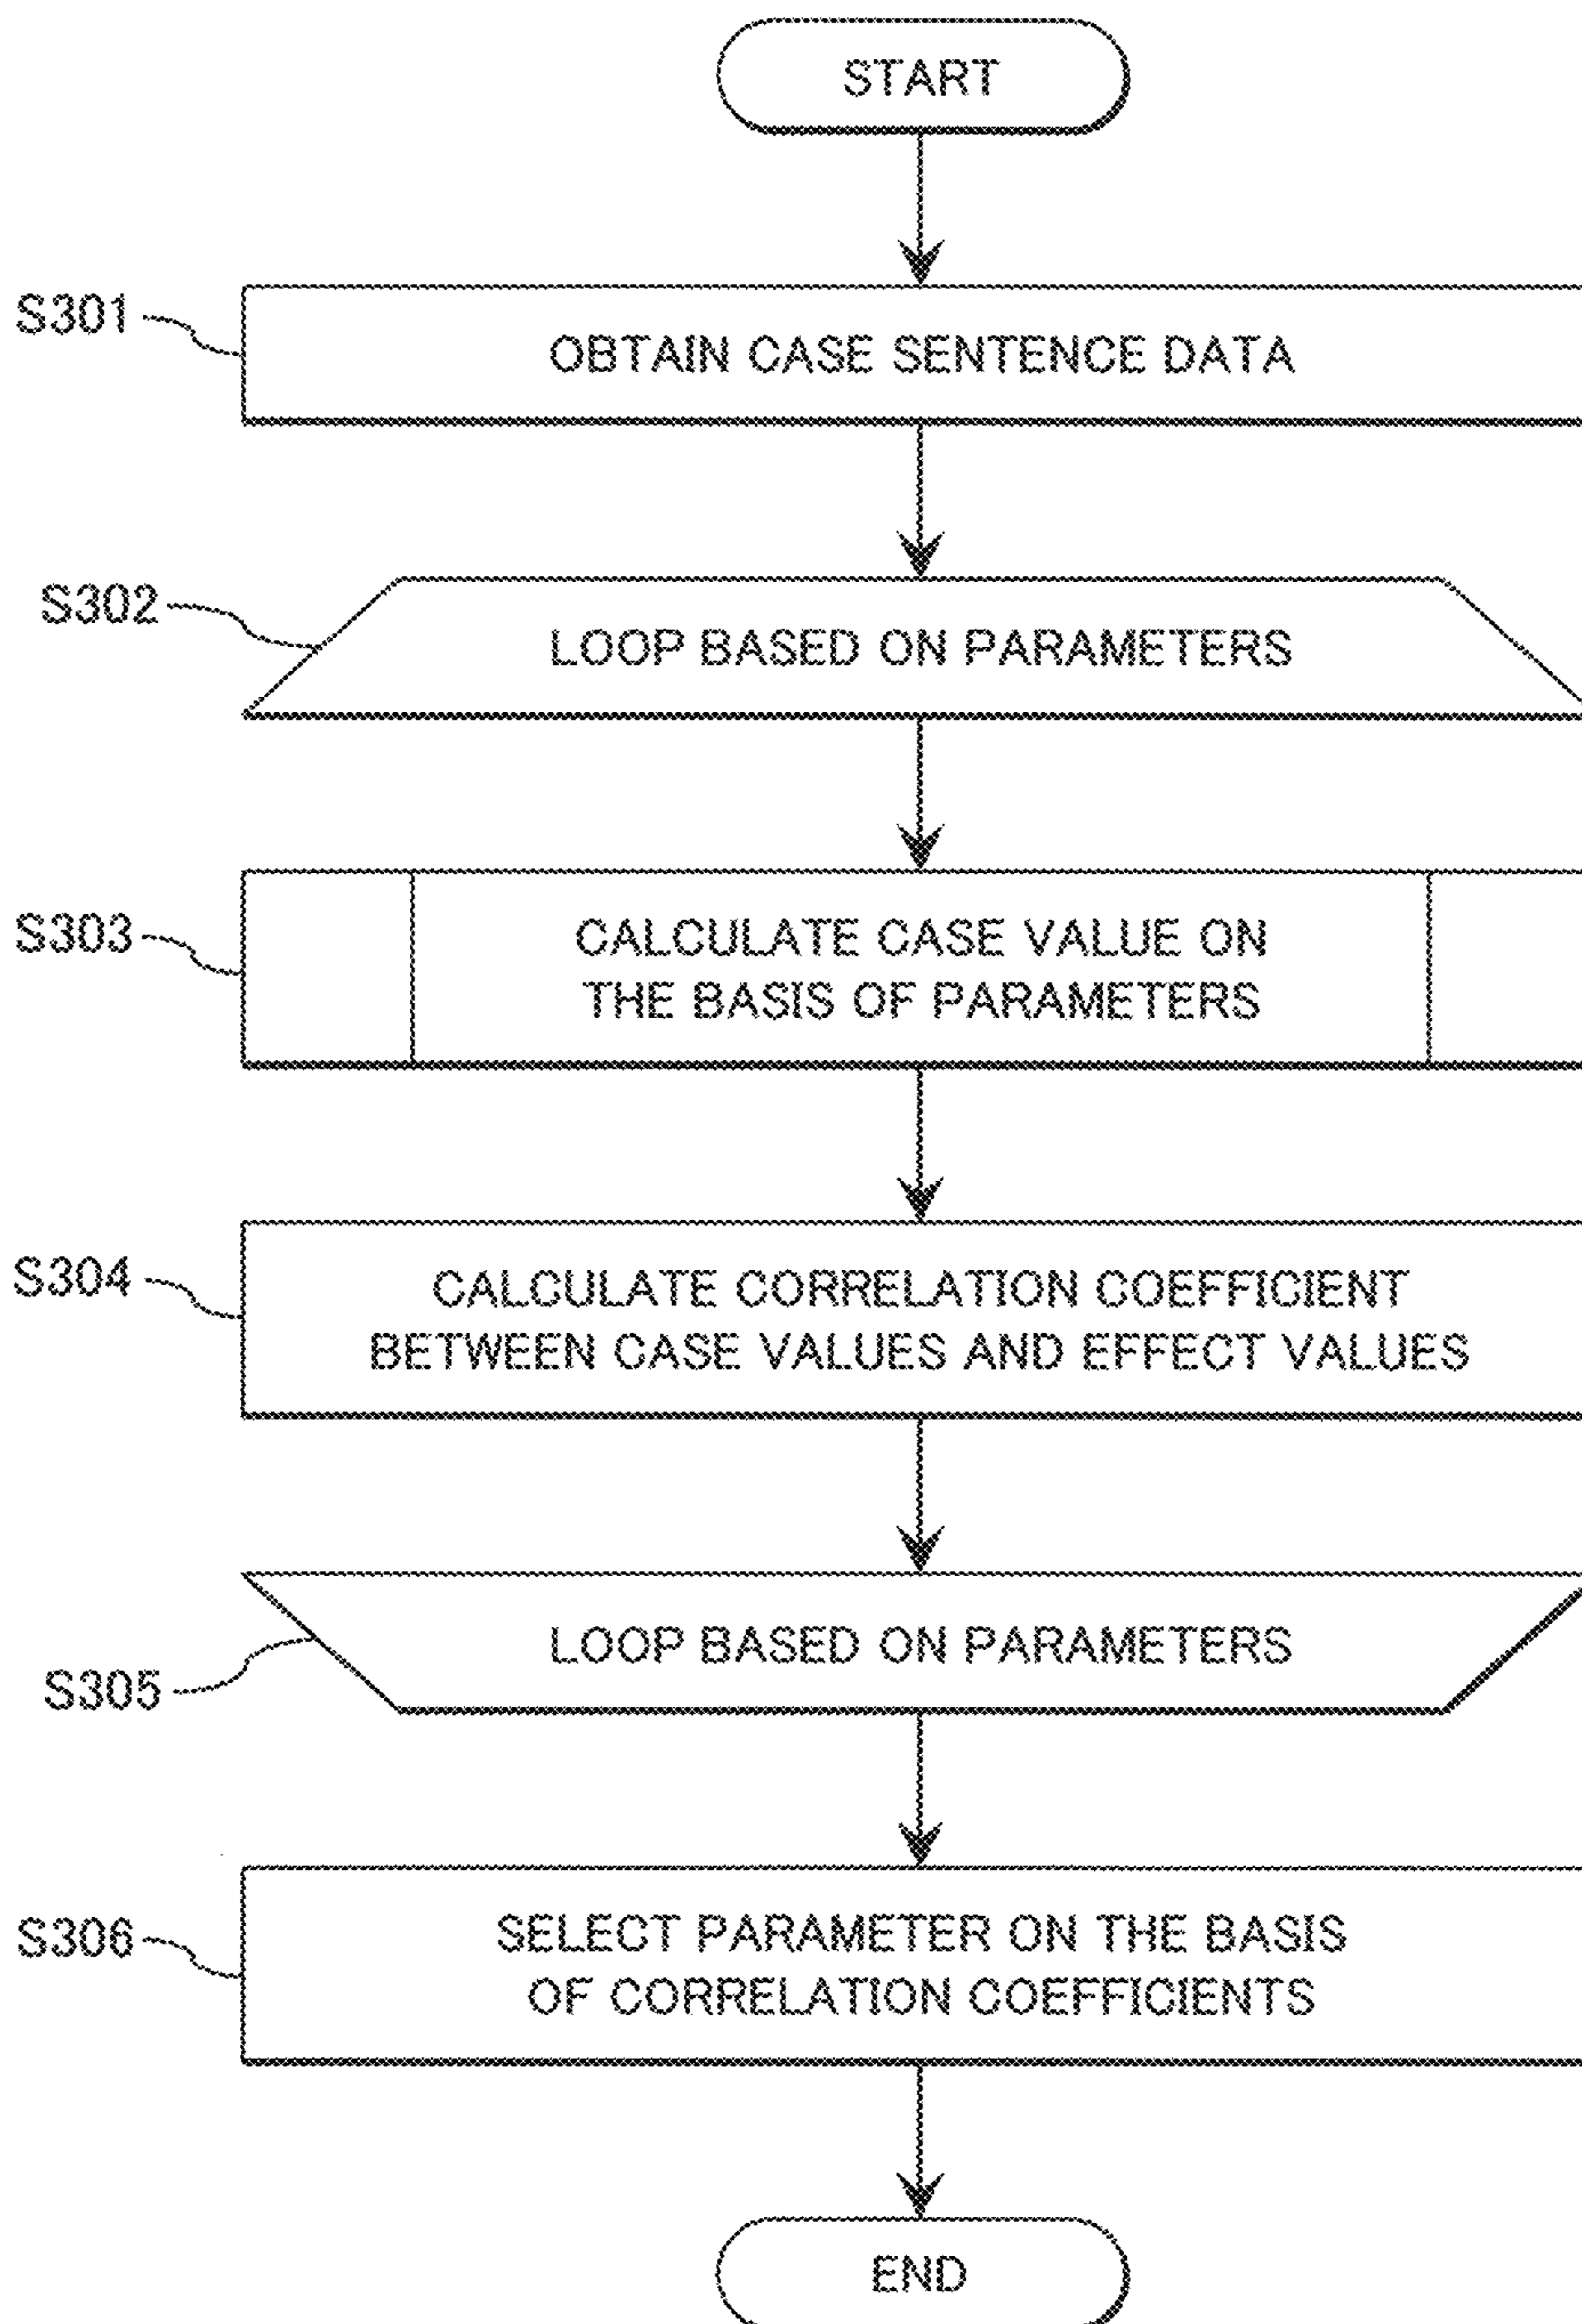 START
S301
OBTAIN CASE SENTENCE DATA
S302
LOOP BASED ON PARAMETERS
S303
CALCULATE CASE VALUE ON
THE BASIS OF PARAMETERS
S304
CALCULATE CORRELATION COEFFICIENT
BETWEEN CASE VALUES AND EFFECT VALUES
LOOP BASED ON PARAMETERS
S305
S306
SELECT PARAMETER ON THE BASIS
OF CORRELATION COEFFICIENTS
END